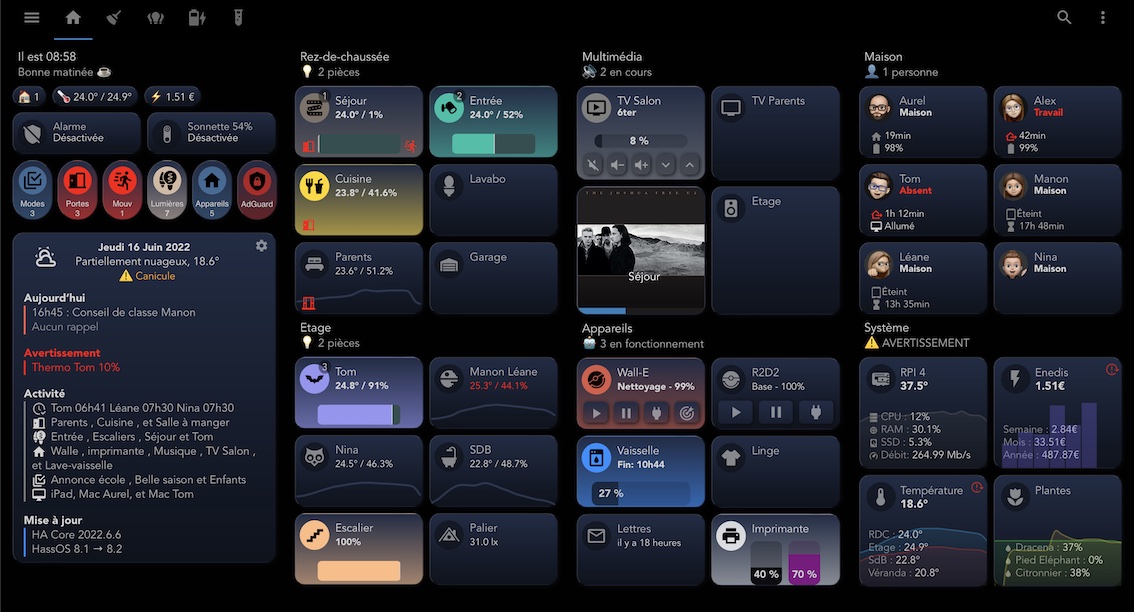 Il est 08:58
Bonne matinée
1
24.0° / 24.9°
1.51 €
Alarme
Désactivée
Sonnette 54%
Désactivée
Modes
3
Portes
3
Mouv
1
Lumières
7
Appareils
5
AdGuard
Jeudi 16 Juin 2022
Partiellement nuageux, 18.6°
Canicule
Aujourd'hui
16h45 : Conseil de classe Manon
Aucun rappel
Avertissement
Thermo Tom 10%
Activité
Tom 06h41 Léane 07h30 Nina 07h30
Parents , Cuisine , et Salle à manger
Entrée , Escaliers , Séjour et Tom
Walle , imprimante , Musique , TV Salon ,
et Lave-vaisselle
Annonce école , Belle saison et Enfants
iPad, Mac Aurel, et Mac Tom
Mise à jour
HA Core 2022.6.6
HassOS 8.1 → 8.2
Rez-de-chaussée
2 pièces
1
Séjour
24.0° / 1%
2
Entrée
24.0° / 52%
Cuisine
23.8° / 41.6%
Lavabo
Parents
23.6° / 51.2%
Garage
Etage
2 pièces
3
Tom
24.8° / 91%
Manon Léane
25.3° / 44.1%
Nina
24.5° / 46.3%
SDB
22.8° / 48.7%
Escalier
100%
Palier
31.0 lx
Multimédia
2 en cours
TV Salon
6ter
8 %
TV Parents
THE JOSHUA TREE U2
Séjour
Etage
Appareils
3 en fonctionnement
Wall-E
Nettoyage - 99%
R2D2
Base - 100%
Vaisselle
Fin: 10h44
27 %
Linge
Lettres
il y a 18 heures
Imprimante
40 %
70 %
Maison
1 personne
Aurel
Maison
19min
98%
Alex
Travail
42min
99%
Tom
Absent
1h 12min
Allumé
Manon
Maison
Éteint
17h 48min
Léane
Maison
Éteint
13h 35min
Nina
Maison
Système
AVERTISSEMENT
RPI 4
37.5°
CPU : 12%
RAM : 30.1%
SSD : 5.3%
Débit: 264.99 Mb/s
Enedis
1.51€
Semaine : 2.84€
Mois : 33.51€
Année : 487.87€
Température
18.6°
RDC : 24.0°
Etage : 24.9°
SdB : 22.8°
Véranda : 20.8°
Plantes
Dracena : 37%
Pied Eléphant : 0%
Citronnier : 38%